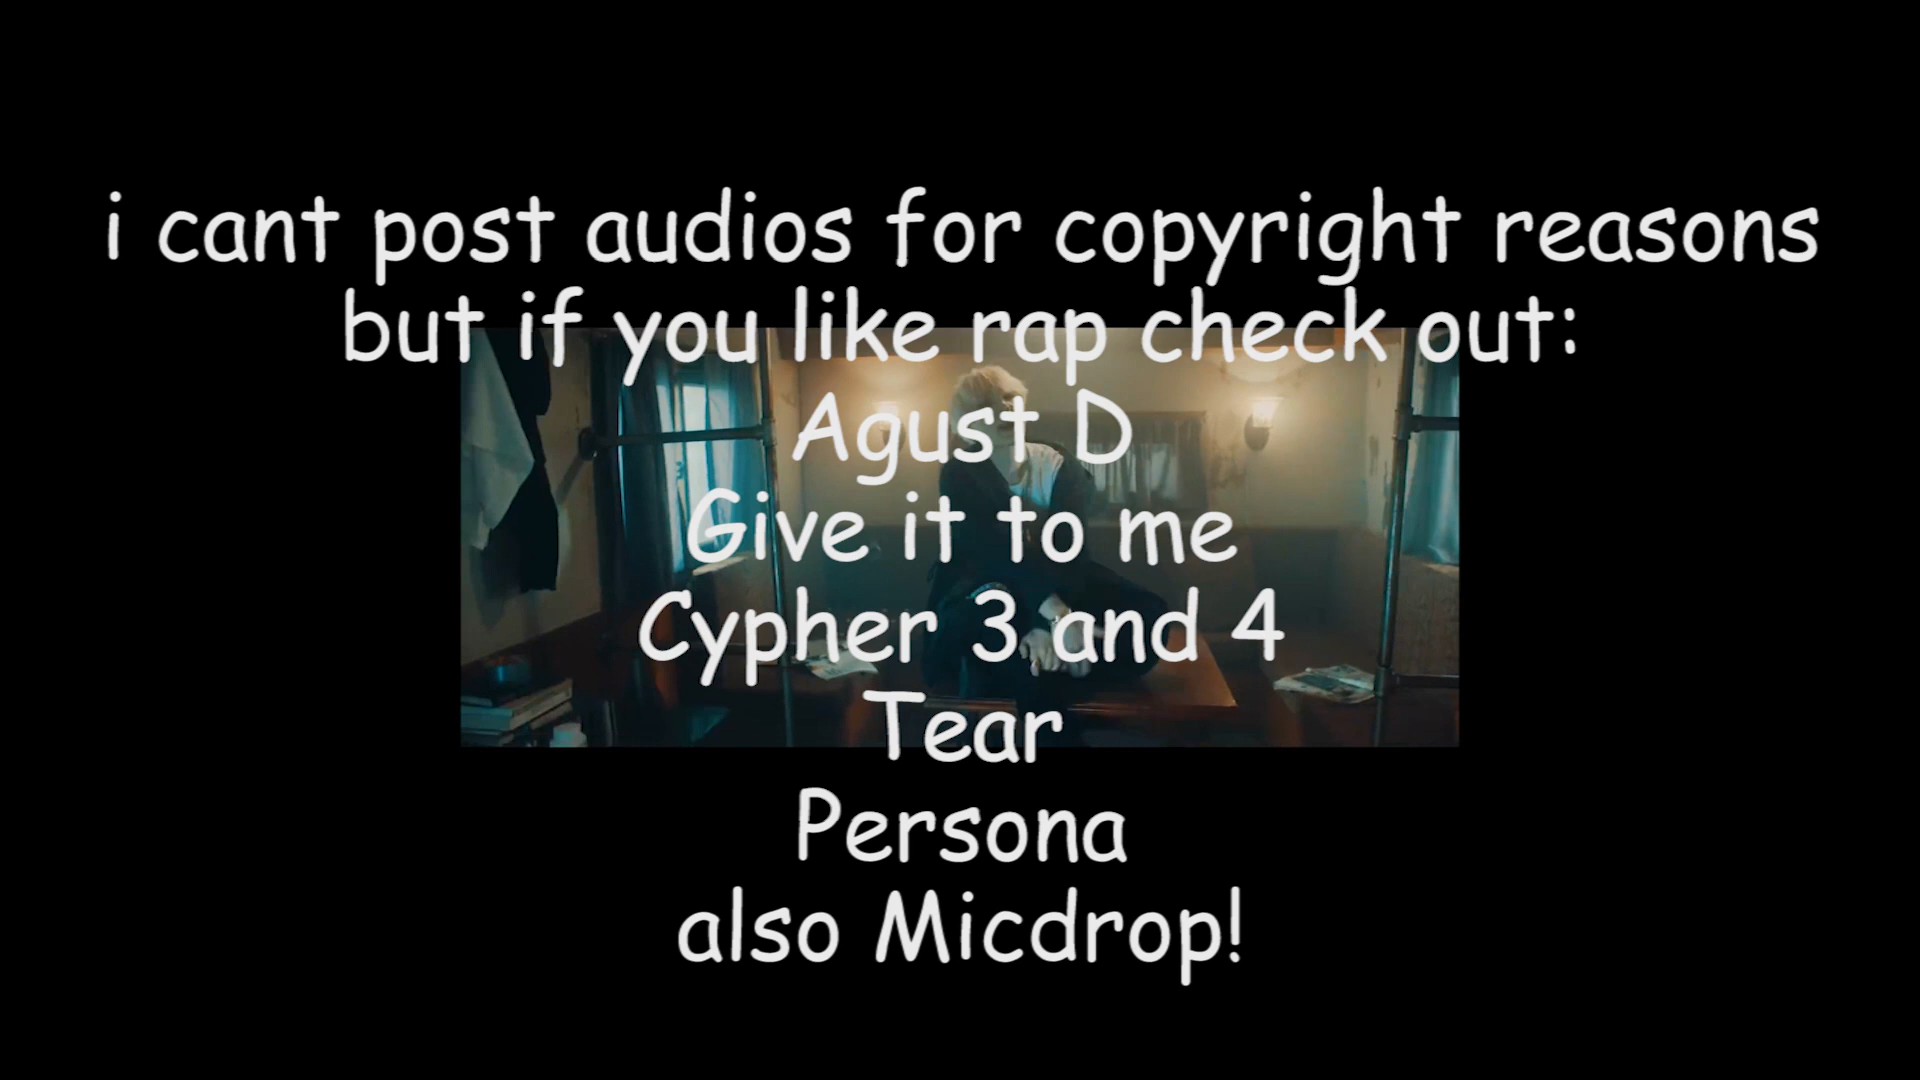 i cant post audios for copyright reasons
but if you like rap check out:
Agust D
Give it to me
Cypher 3 and 4
Tear
Persona
also Micdrop!